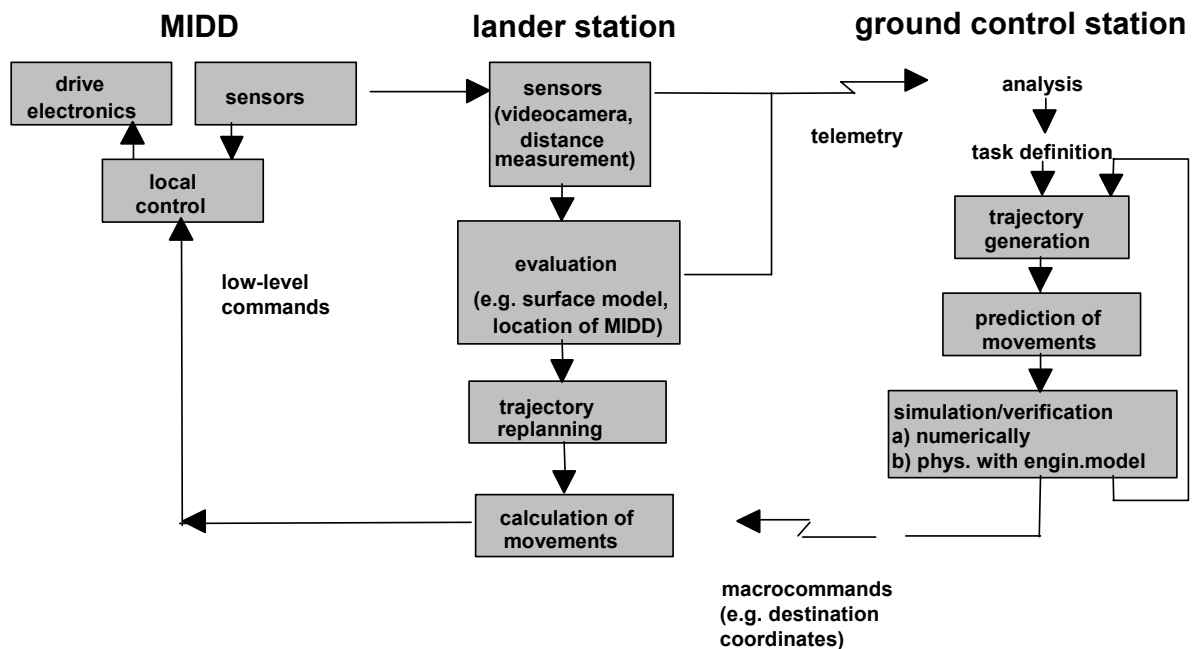 MIDD
lander station
ground control station
drive
electronics
sensors
local
control
low-level
commands
sensors
(videocamera,
distance
measurement)
evaluation
(e.g. surface model,
location of MIDD)
trajectory
replanning
calculation of
movements
telemetry
analysis
task definition
trajectory
generation
prediction of
movements
simulation/verification
a) numerically
b) phys. with engin.model
macrocommands
(e.g. destination
coordinates)